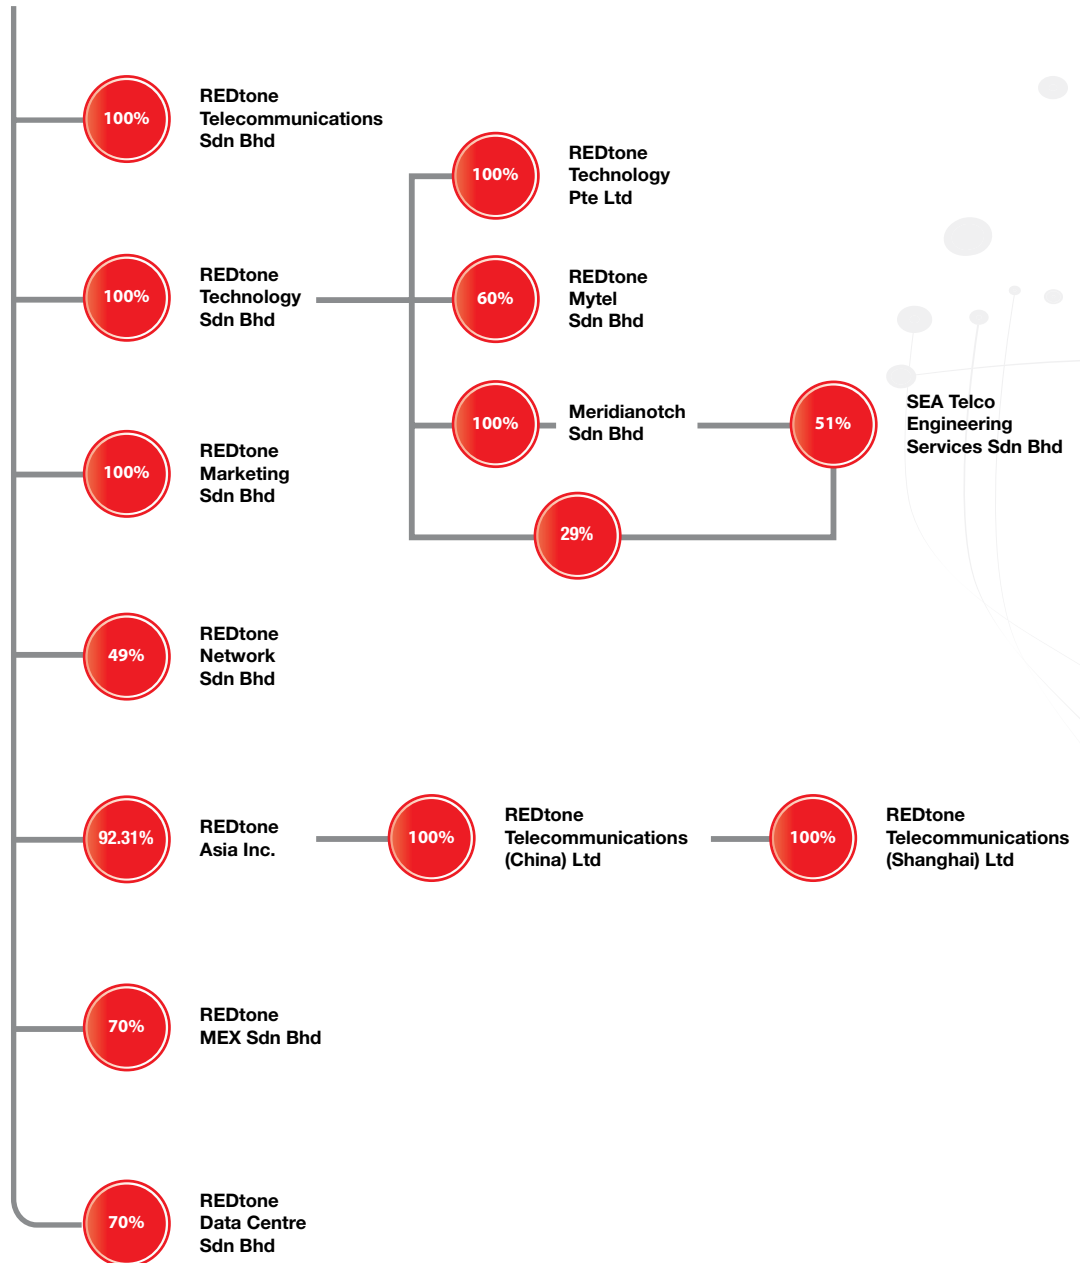 100%
REDtone
Telecommunications
Sdn Bhd
100%
REDtone
Technology
Pte Ltd
100%
REDtone
Technology
Sdn Bhd
60%
REDtone
Mytel
Sdn Bhd
100%
Meridianotch
Sdn Bhd
51%
SEA Telco
Engineering
Services Sdn Bhd
29%
100%
REDtone
Marketing
Sdn Bhd
49%
REDtone
Network
Sdn Bhd
92.31%
REDtone
Asia Inc.
100%
REDtone
Telecommunications
(China) Ltd
100%
REDtone
Telecommunications
(Shanghai) Ltd
70%
REDtone
MEX Sdn Bhd
70%
REDtone
Data Centre
Sdn Bhd